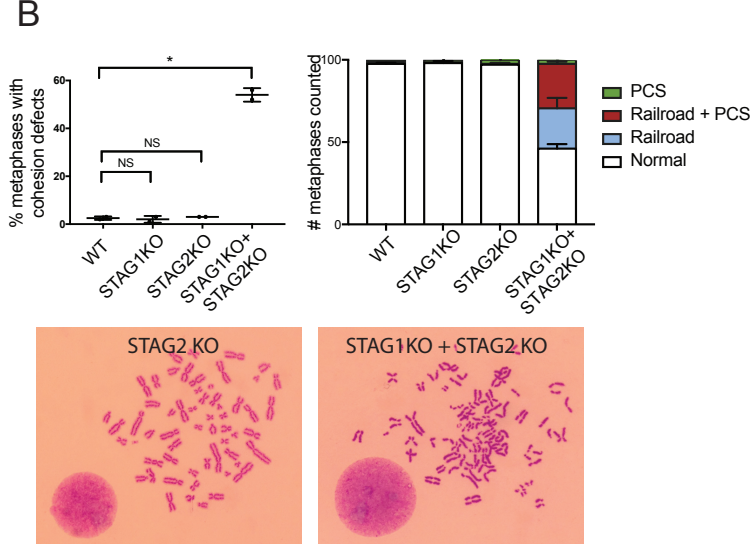 B
% metaphases with
cohesion defects
60
40
20
0
*
NS
NS
WT
STAG1KO
STAG2KO
STAG1KO+
STAG2KO
# metaphases counted
100
50
0
WT
STAG1KO
STAG2KO
STAG1KO+
STAG2KO
PCS
Railroad + PCS
Railroad
Normal
STAG2 KO
STAG1KO + STAG2 KO